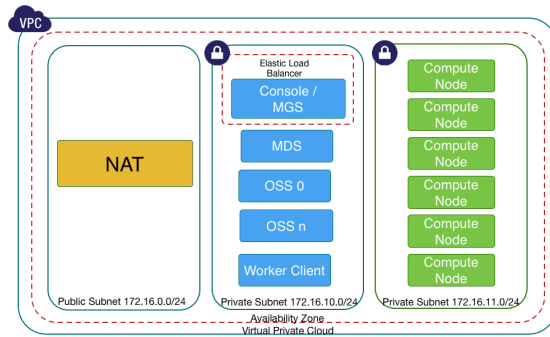 VPC
NAT
Public Subnet 172.16.0.0/24
Elastic Load
Balancer
Console /
MGS
MDS
OSS 0
OSS n
Worker Client
Private Subnet 172.16.10.0/24
Compute
Node
Compute
Node
Compute
Node
Compute
Node
Compute
Node
Compute
Node
Private Subnet 172.16.11.0/24
Availability Zone
Virtual Private Cloud